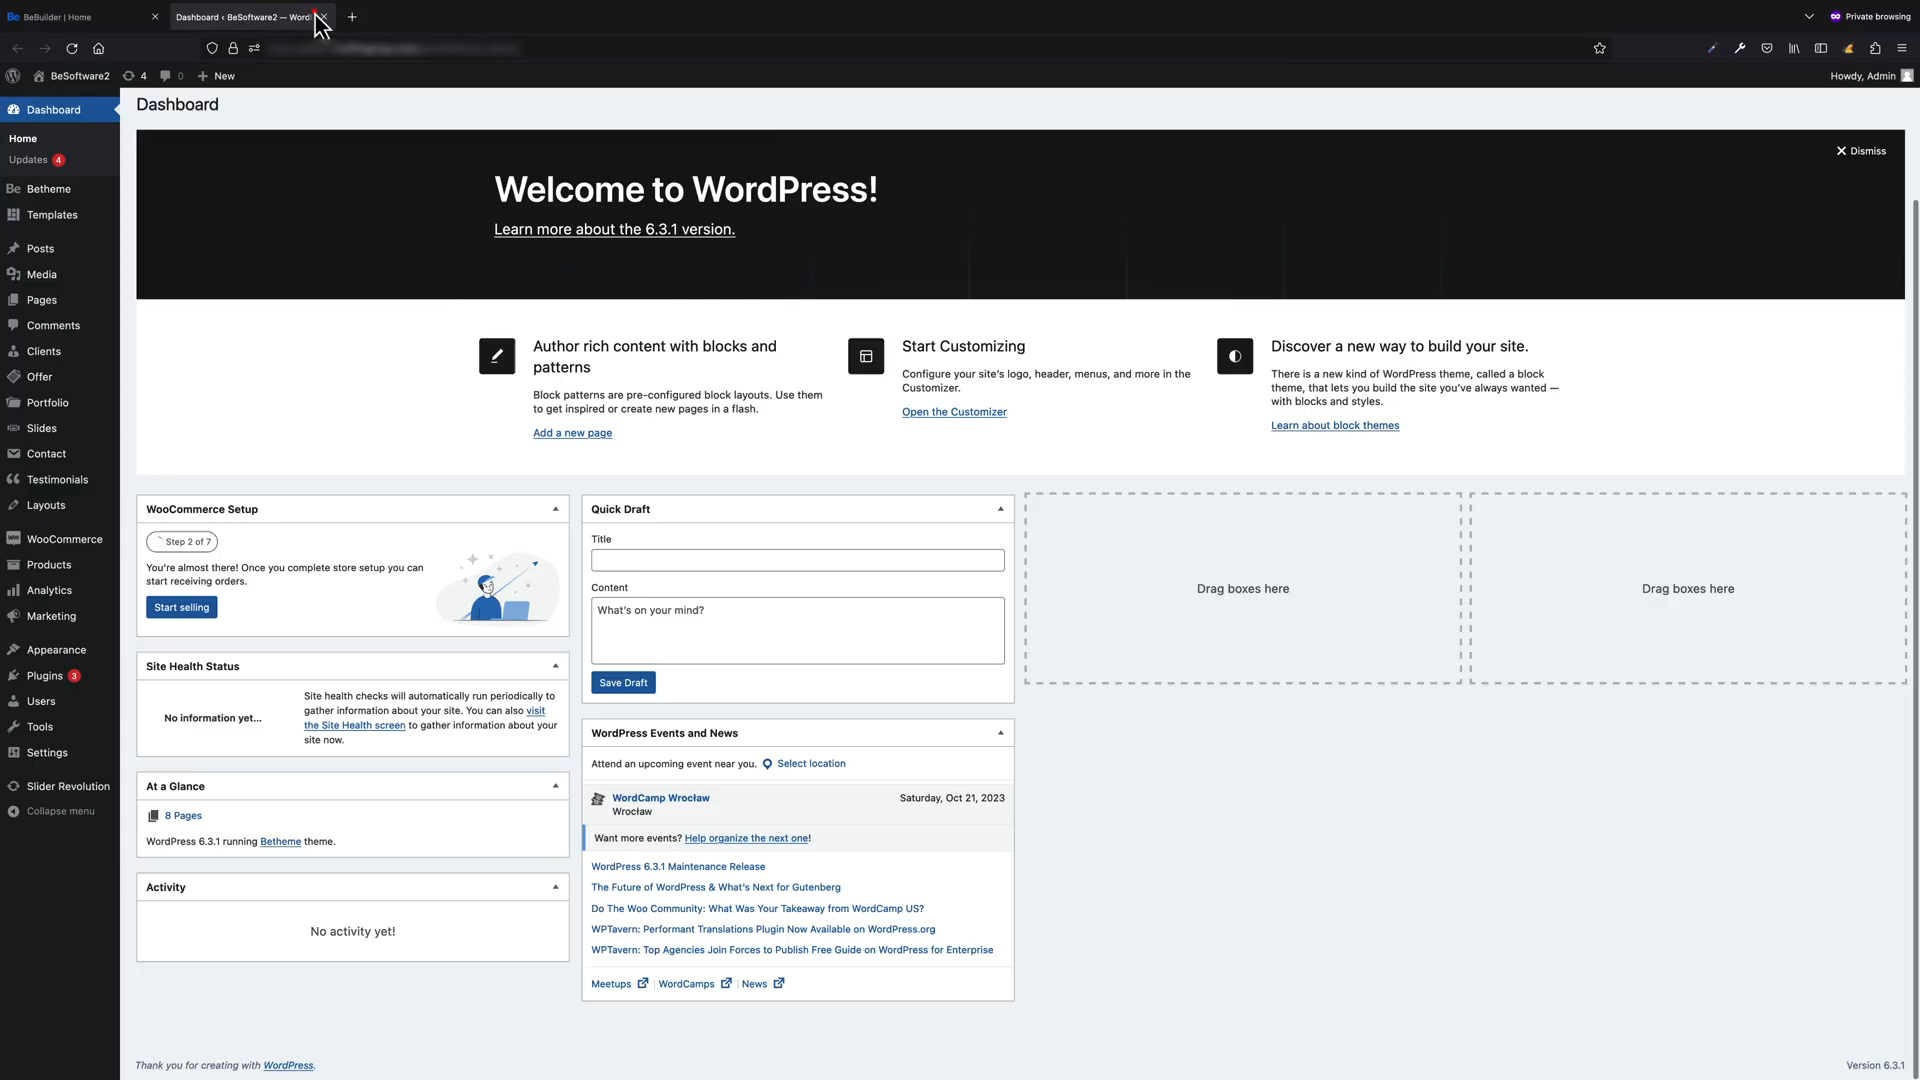 Be BeBuilder | Home
Dashboard ‹ BeSoftware2 — Word
Private browsing
BeSoftware2
4
0
New
Howdy, Admin
Dashboard
Home
Updates 4
Be Betheme
Templates
Posts
Media
Pages
Comments
Clients
Offer
Portfolio
Slides
Contact
Testimonials
Layouts
WooCommerce
Products
Analytics
Marketing
Appearance
Plugins 3
Users
Tools
Settings
Slider Revolution
Collapse menu
Dashboard
Dismiss
Welcome to WordPress!
Learn more about the 6.3.1 version.
Author rich content with blocks and
patterns
Block patterns are pre-configured block layouts. Use them
to get inspired or create new pages in a flash.
Add a new page
Start Customizing
Configure your site's logo, header, menus, and more in the
Customizer.
Open the Customizer
Discover a new way to build your site.
There is a new kind of WordPress theme, called a block
theme, that lets you build the site you've always wanted —
with blocks and styles.
Learn about block themes
WooCommerce Setup
Step 2 of 7
You're almost there! Once you complete store setup you can
start receiving orders.
Start selling
Site Health Status
No information yet...
Site health checks will automatically run periodically to
gather information about your site. You can also visit
the Site Health screen to gather information about your
site now.
At a Glance
8 Pages
WordPress 6.3.1 running Betheme theme.
Activity
No activity yet!
Quick Draft
Title
Content
What's on your mind?
Save Draft
WordPress Events and News
Attend an upcoming event near you. Select location
WordCamp Wrocław
Saturday, Oct 21, 2023
Wrocław
Want more events? Help organize the next one!
WordPress 6.3.1 Maintenance Release
The Future of WordPress & What's Next for Gutenberg
Do The Woo Community: What Was Your Takeaway from WordCamp US?
WPTavern: Performant Translations Plugin Now Available on WordPress.org
WPTavern: Top Agencies Join Forces to Publish Free Guide on WordPress for Enterprise
Meetups | WordCamps | News
Drag boxes here
Drag boxes here
Thank you for creating with WordPress.
Version 6.3.1